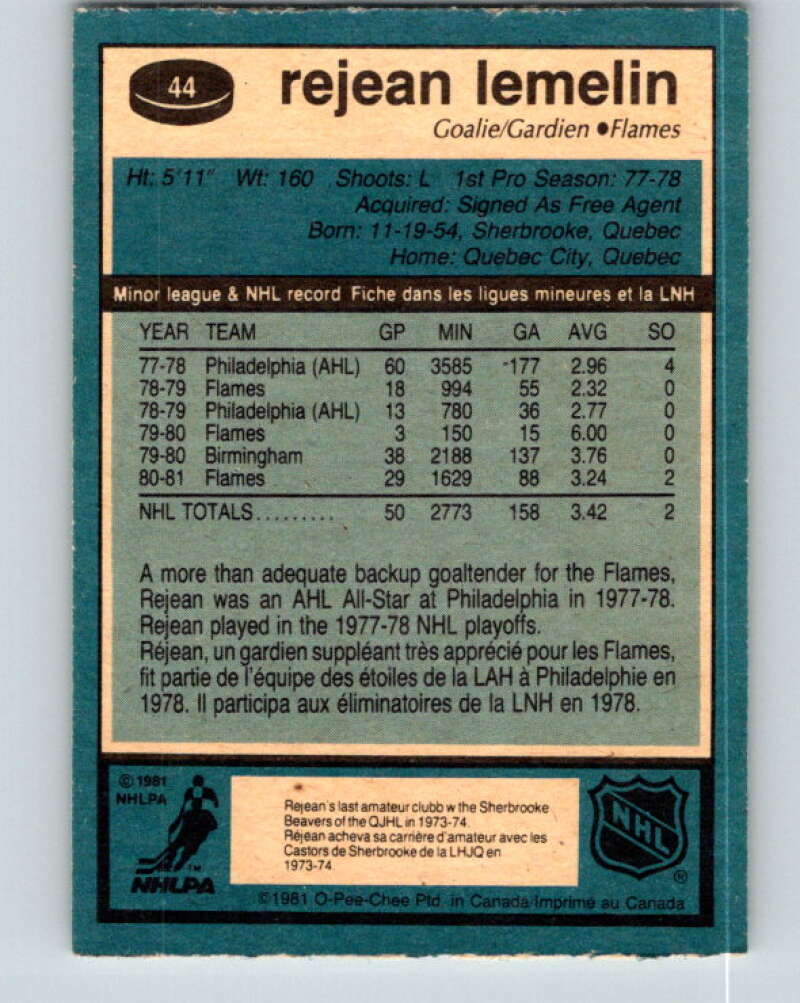 44
rejean lemelin
Goalie/Gardien ●Flames
Ht: 5'11" Wt: 160 Shoots: L 1st Pro Season: 77-78
Acquired: Signed As Free Agent
Born: 11-19-54, Sherbrooke, Quebec
Home: Quebec City, Quebec
Minor league & NHL record Fiche dans les ligues mineures et la LNH
YEAR TEAM GP MIN GA AVG SO
77-78 Philadelphia (AHL) 60 3585 177 2.96 4
78-79 Flames 18 994 55 2.32 0
78-79 Philadelphia (AHL) 13 780 36 2.77 0
79-80 Flames 3 150 15 6.00 0
79-80 Birmingham 38 2188 137 3.76 0
80-81 Flames 29 1629 88 3.24 2
NHL TOTALS......... 50 2773 158 3.42 2
A more than adequate backup goaltender for the Flames,
Rejean was an AHL All-Star at Philadelphia in 1977-78.
Rejean played in the 1977-78 NHL playoffs.
Réjean, un gardien suppléant très apprécié pour les Flames,
fit partie de l'équipe des étoiles de la LAH à Philadelphie en
1978. Il participa aux éliminatoires de la LNH en 1978.
©1981
NHLPA
TM
NHLPA
Rejean's last amateur clubb w the Sherbrooke
Beavers of the QJHL in 1973-74.
Réjean acheva sa carrière d'amateur avec les
Castors de Sherbrooke de la LHJQ en
1973-74
NHL
®
©1981 O-Pee-Chee Ptd. in Canada/Imprimé au Canada